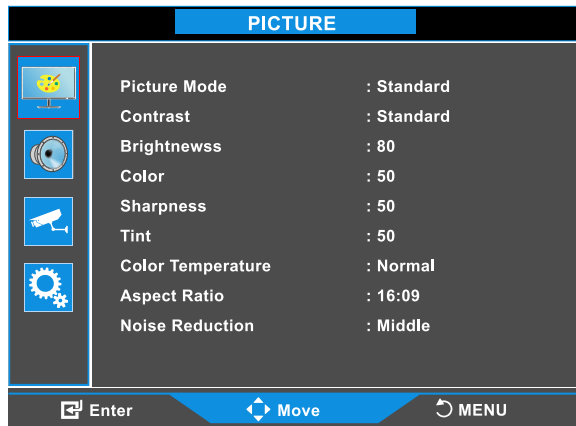 PICTURE
Picture Mode : Standard
Contrast : Standard
Brightnewss : 80
Color : 50
Sharpness : 50
Tint : 50
Color Temperature : Normal
Aspect Ratio : 16:09
Noise Reduction : Middle
Enter Move MENU